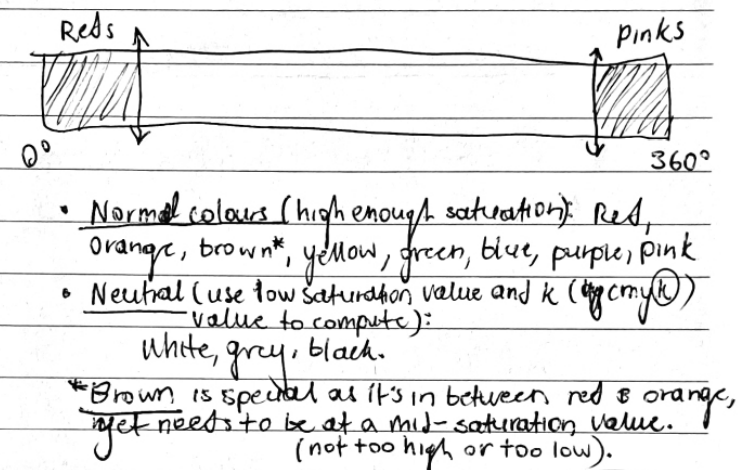 Reds
Pinks
0°
360°
• Normal colours (high enough saturation): Red,
Orange, brown*, yellow, green, blue, purple, pink
• Neutral (use low saturation value and k (cmyk)
value to compute):
White, grey, black.
*Brown is special as it's in between red & orange,
yet needs to be at a mid-saturation value.
(not too high or too low).